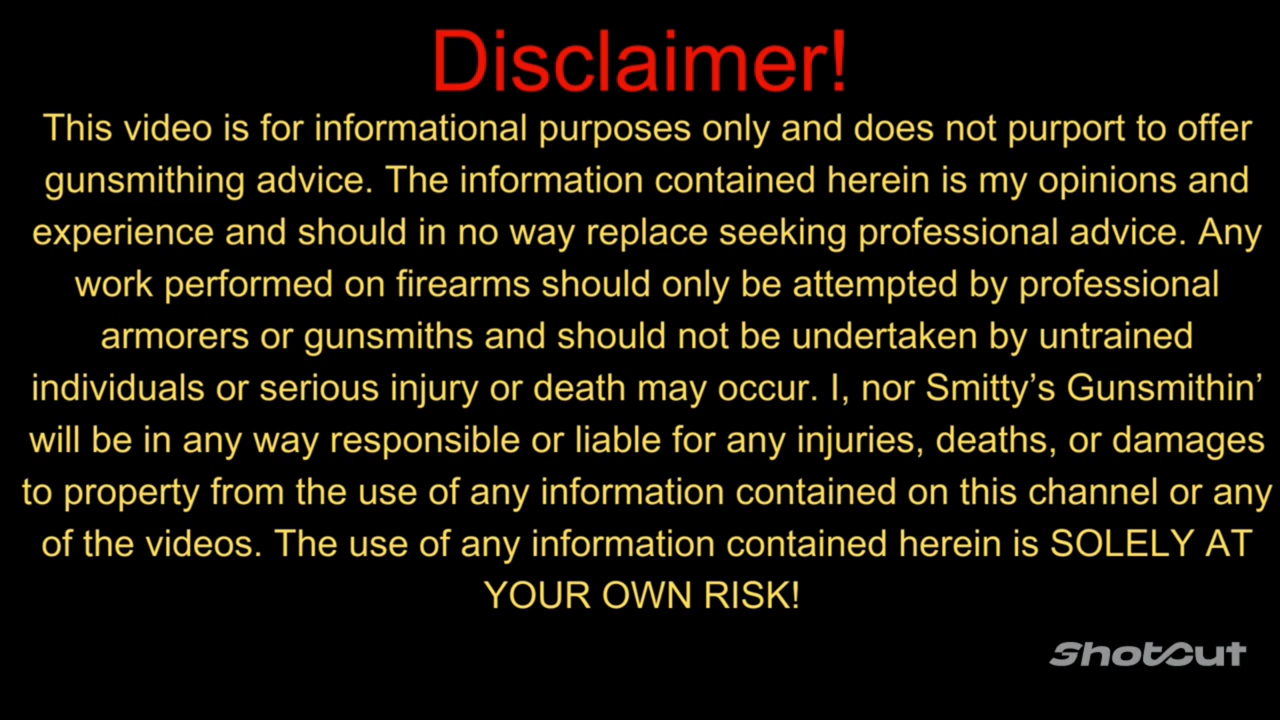 Disclaimer!
This video is for informational purposes only and does not purport to offer
gunsmithing advice. The information contained herein is my opinions and
experience and should in no way replace seeking professional advice. Any
work performed on firearms should only be attempted by professional
armorers or gunsmiths and should not be undertaken by untrained
individuals or serious injury or death may occur. I, nor Smitty’s Gunsmithin’
will be in any way responsible or liable for any injuries, deaths, or damages
to property from the use of any information contained on this channel or any
of the videos. The use of any information contained herein is SOLELY AT
YOUR OWN RISK!
ShotCut